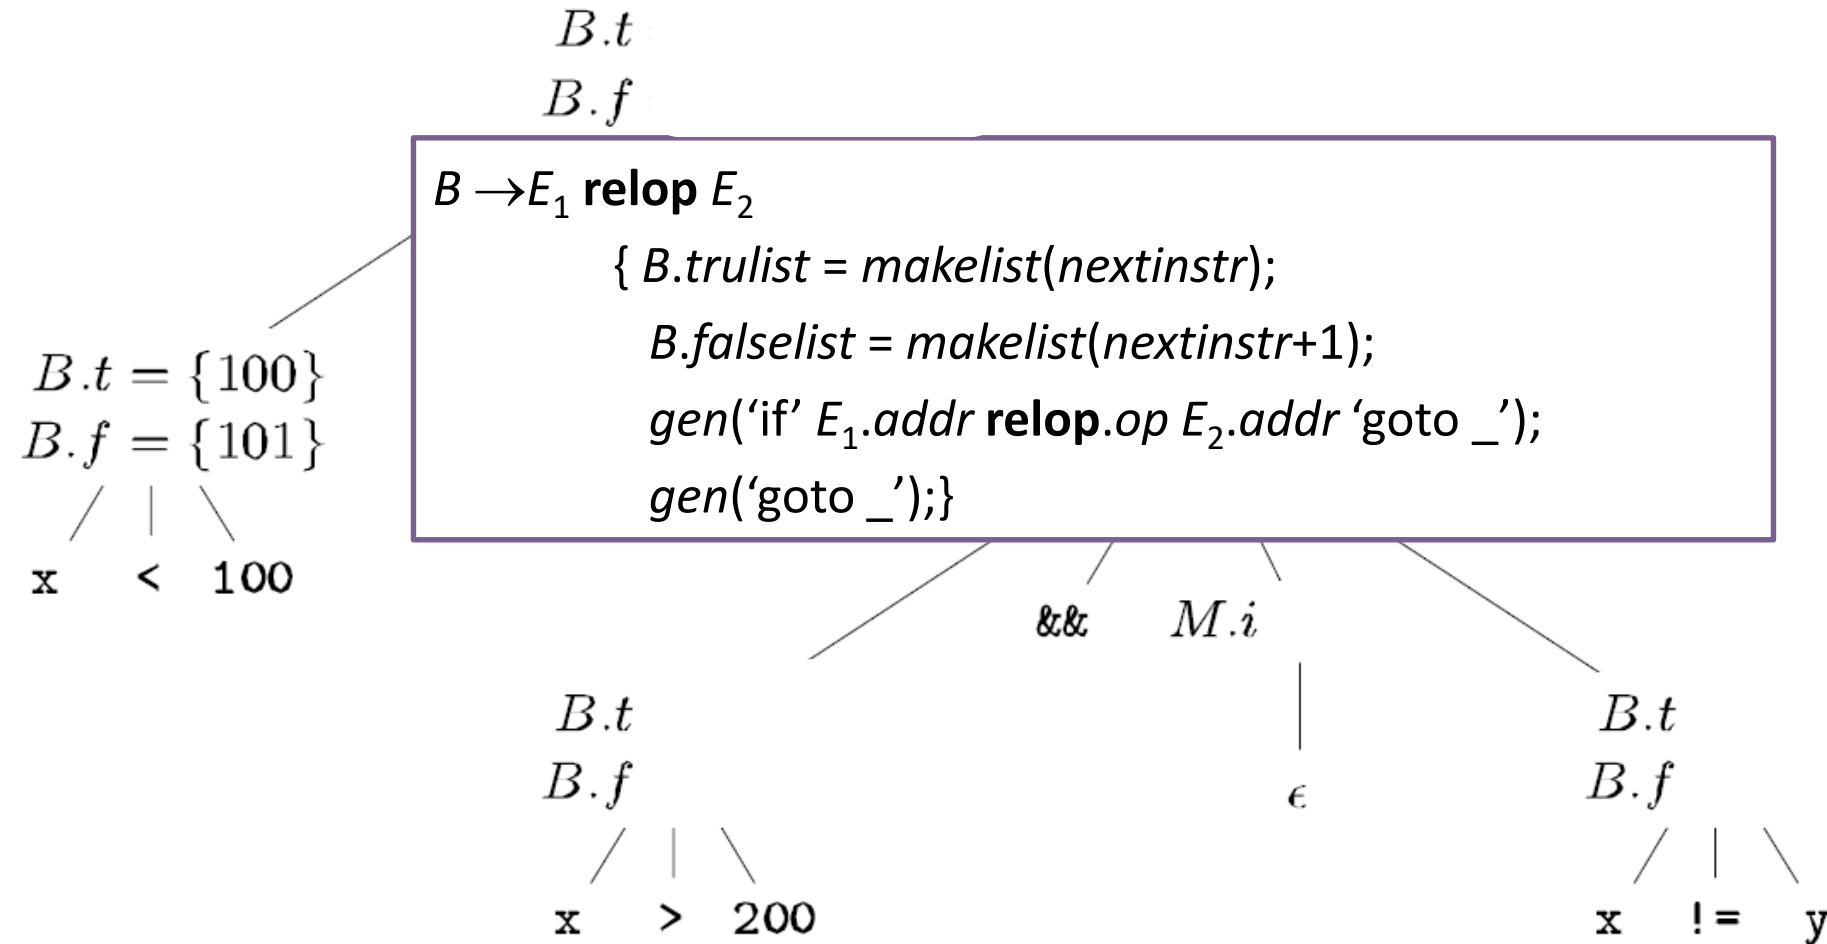 B.t
B.f
B →E₁ relop E₂
{ B.trulist = makelist(nextinstr);
B.falselist = makelist(nextinstr+1);
gen(‘if’ E₁.addr relop.op E₂.addr ‘goto _’);
gen(‘goto _’);}
B.t = {100}
B.f = {101}
x < 100
&& M.i
B.t
B.f
x > 200
ϵ
B.t
B.f
x != y